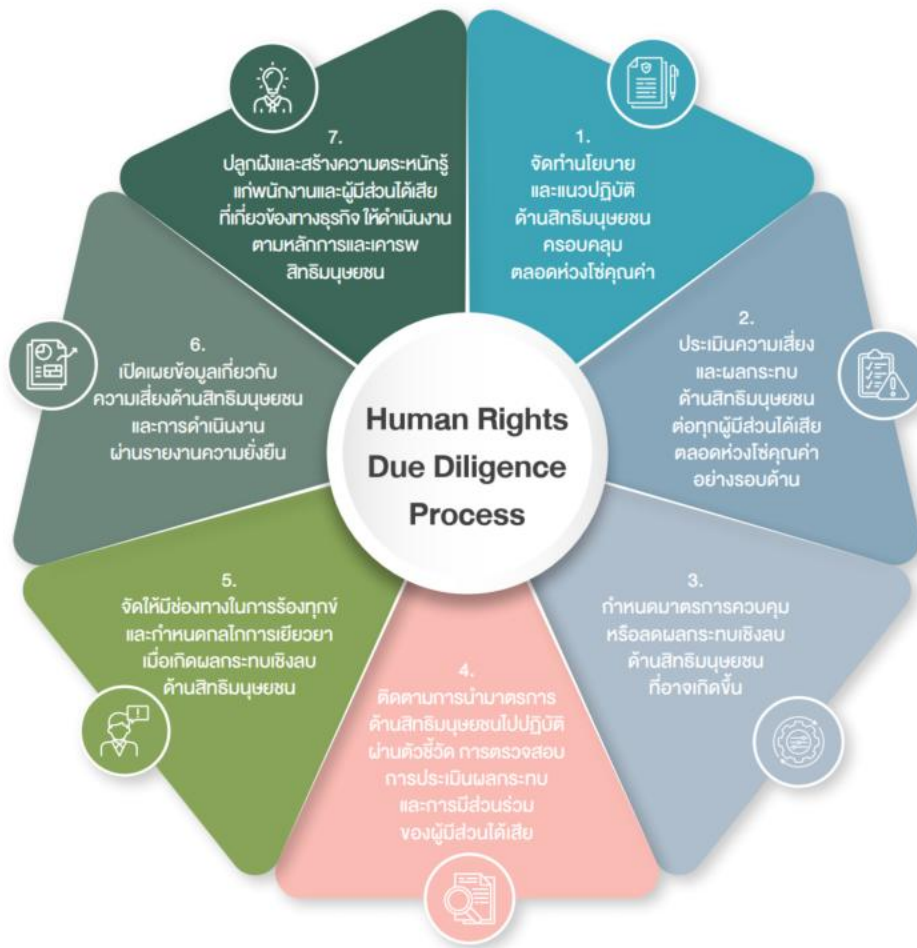 Human Rights
Due Diligence
Process
1.
จัดทำนโยบาย
และแนวปฏิบัติ
ด้านสิทธิมนุษยชน
ครอบคลุม
ตลอดห่วงโซ่คุณค่า
2.
ประเมินความเสี่ยง
และผลกระทบ
ด้านสิทธิมนุษยชน
ต่อทุกผู้มีส่วนได้เสีย
ตลอดห่วงโซ่คุณค่า
อย่างรอบด้าน
3.
กำหนดมาตรการควบคุม
หรือลดผลกระทบเชิงลบ
ด้านสิทธิมนุษยชน
ที่อาจเกิดขึ้น
4.
ติดตามการนำมาตรการ
ด้านสิทธิมนุษยชนไปปฏิบัติ
ผ่านตัวชี้วัด การตรวจสอบ
การประเมินผลกระทบ
และการมีส่วนร่วม
ของผู้มีส่วนได้เสีย
5.
จัดให้มีช่องทางในการร้องทุกข์
และกำหนดกลไกการเยียวยา
เมื่อเกิดผลกระทบเชิงลบ
ด้านสิทธิมนุษยชน
6.
เปิดเผยข้อมูลเกี่ยวกับ
ความเสี่ยงด้านสิทธิมนุษยชน
และการดำเนินงาน
ผ่านรายงานความยั่งยืน
7.
ปลูกฝังและสร้างความตระหนักรู้
แก่พนักงานและผู้มีส่วนได้เสีย
ที่เกี่ยวข้องทางธุรกิจ ให้ดำเนินงาน
ตามหลักการและเคารพ
สิทธิมนุษยชน